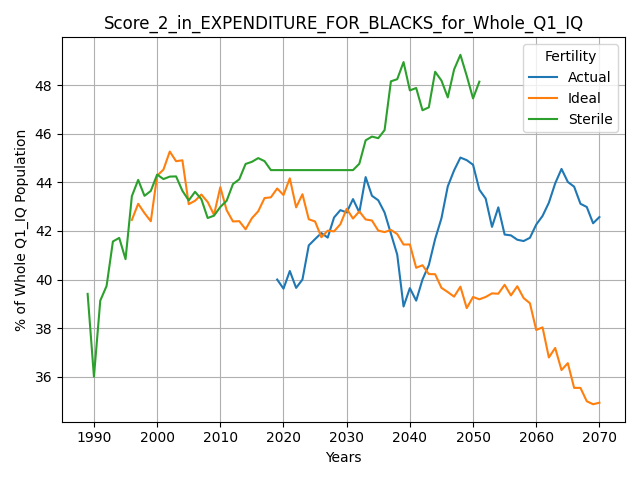 Score_2_in_EXPENDITURE_FOR_BLACKS_for_Whole_Q1_IQ
Fertility
Actual
Ideal
Sterile
% of Whole Q1_IQ Population
48
46
44
42
40
38
36
1990 2000 2010 2020 2030 2040 2050 2060 2070
Years